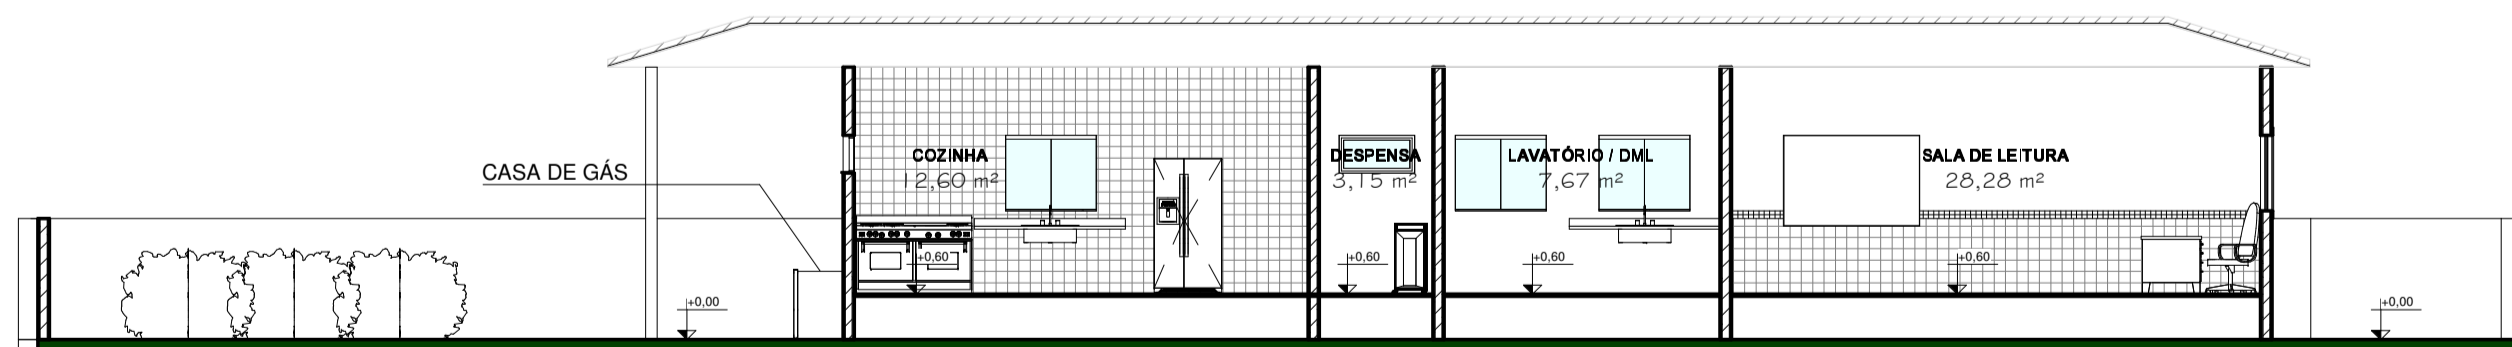 COZINHA
12,60 m²
DESPENSA
3,15 m²
LAVATÓRIO / DML
7,67 m²
SALA DE LEITURA
28,28 m²
CASA DE GÁS
+0,60
+0,60
+0,60
+0,60
+0,00
+0,00